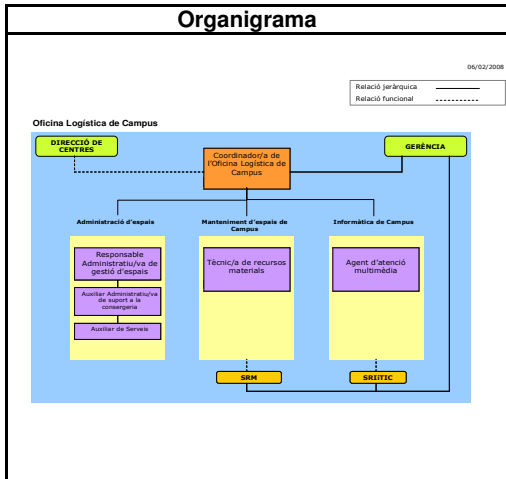 Organigrama
06/02/2008
Relació jeràrquica
Relació funcional
Oficina Logística de Campus
DIRECCIÓ DE
CENTRES
GERÈNCIA
Coordinador/a de
l'Oficina Logística de
Campus
Administració d'espais
Manteniment d'espais de
Campus
Informàtica de Campus
Responsable
Administratiu/va de
gestió d'espais
Auxiliar Administratiu/va
de suport a la
consergeria
Auxiliar de Serveis
Tècnic/a de recursos
materials
Agent d'atenció
multimèdia
SRM
SRIiTIC